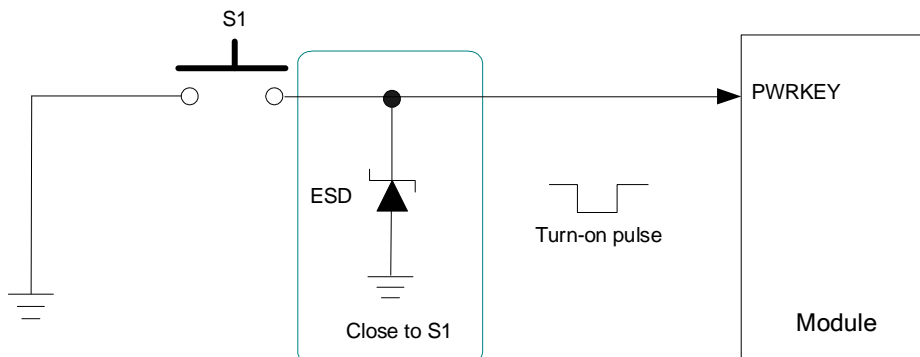 S1
PWRKEY
ESD
Turn-on pulse
Close to S1
Module